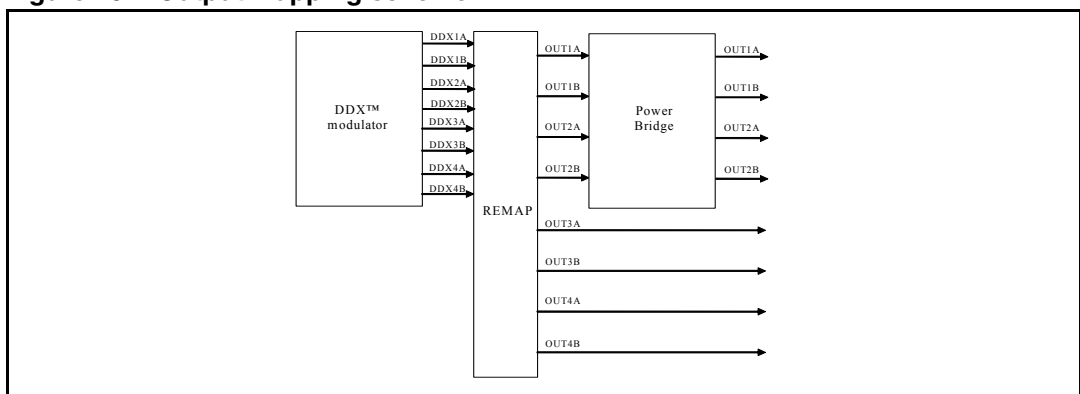 DDX™
modulator
DDX1A
DDX1B
DDX2A
DDX2B
DDX3A
DDX3B
DDX4A
DDX4B
REMAP
OUT1A
OUT1B
OUT2A
OUT2B
OUT3A
OUT3B
OUT4A
OUT4B
Power
Bridge
OUT1A
OUT1B
OUT2A
OUT2B